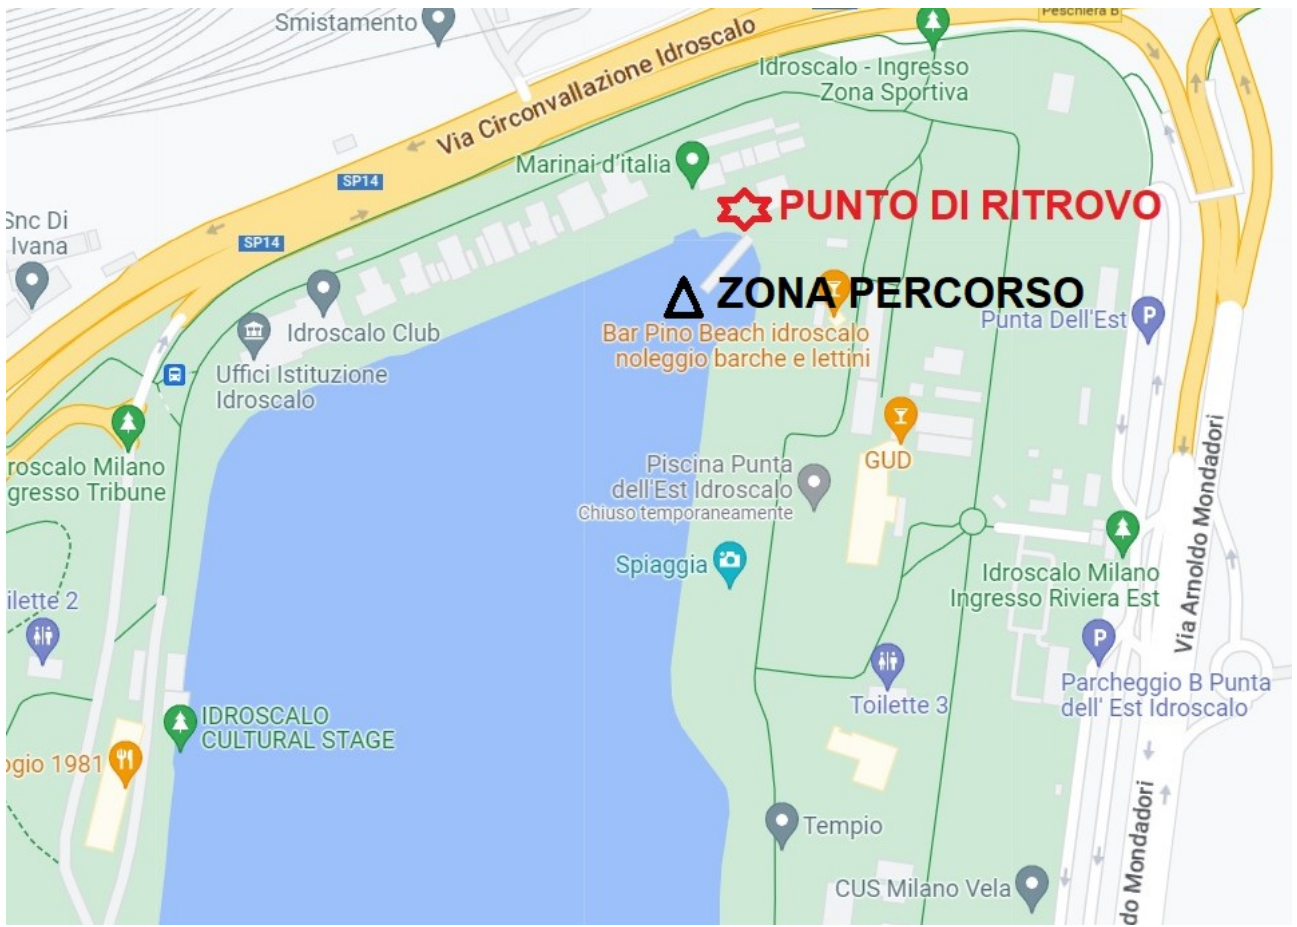 Smistamento
Peschiera B
Via Circonvallazione Idroscalo
Idroscalo - Ingresso
Zona Sportiva
Marinai d'italia
SP14
PUNTO DI RITROVO
Snc Di
Ivana
SP14
ZONA PERCORSO
Idroscalo Club
Punta Dell'Est
P
Bar Pino Beach idroscalo
noleggio barche e lettini
Uffici Istituzione
Idroscalo
roscalo Milano
gresso Tribune
GUD
Piscina Punta
dell'Est Idroscalo
Chiuso temporaneamente
Via Arnoldo Mondadori
Spiaggia
Idroscalo Milano
Ingresso Riviera Est
ilette 2
P
Parcheggio B Punta
dell' Est Idroscalo
Toilette 3
IDROSCALO
CULTURAL STAGE
ogio 1981
Tempio
do Mondadori
CUS Milano Vela